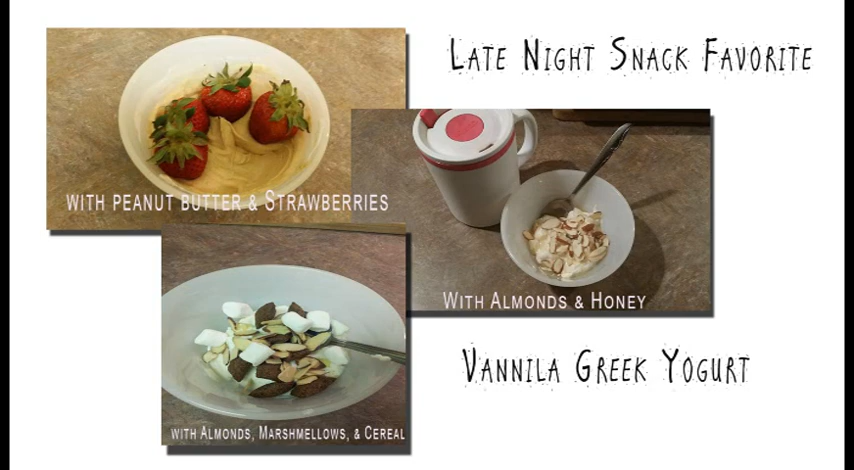 Late Night Snack Favorite
with peanut butter & Strawberries
With Almonds & Honey
Vannila Greek Yogurt
with Almonds, Marshmellows, & Cereal